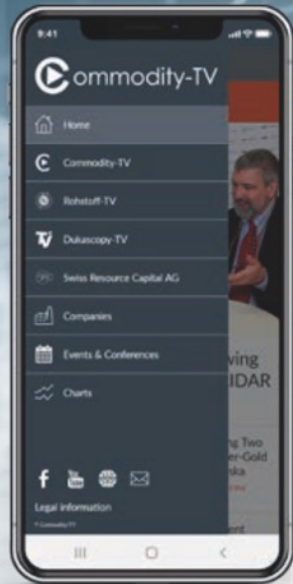 9:41
Commodity-TV
Home
Commodity-TV
Rohstoff-TV
Dukascopy-TV
Swiss Resource Capital AG
Companies
Events & Conferences
Charts
wing
IDAR
ng Two
er-Gold
ska
Legal information